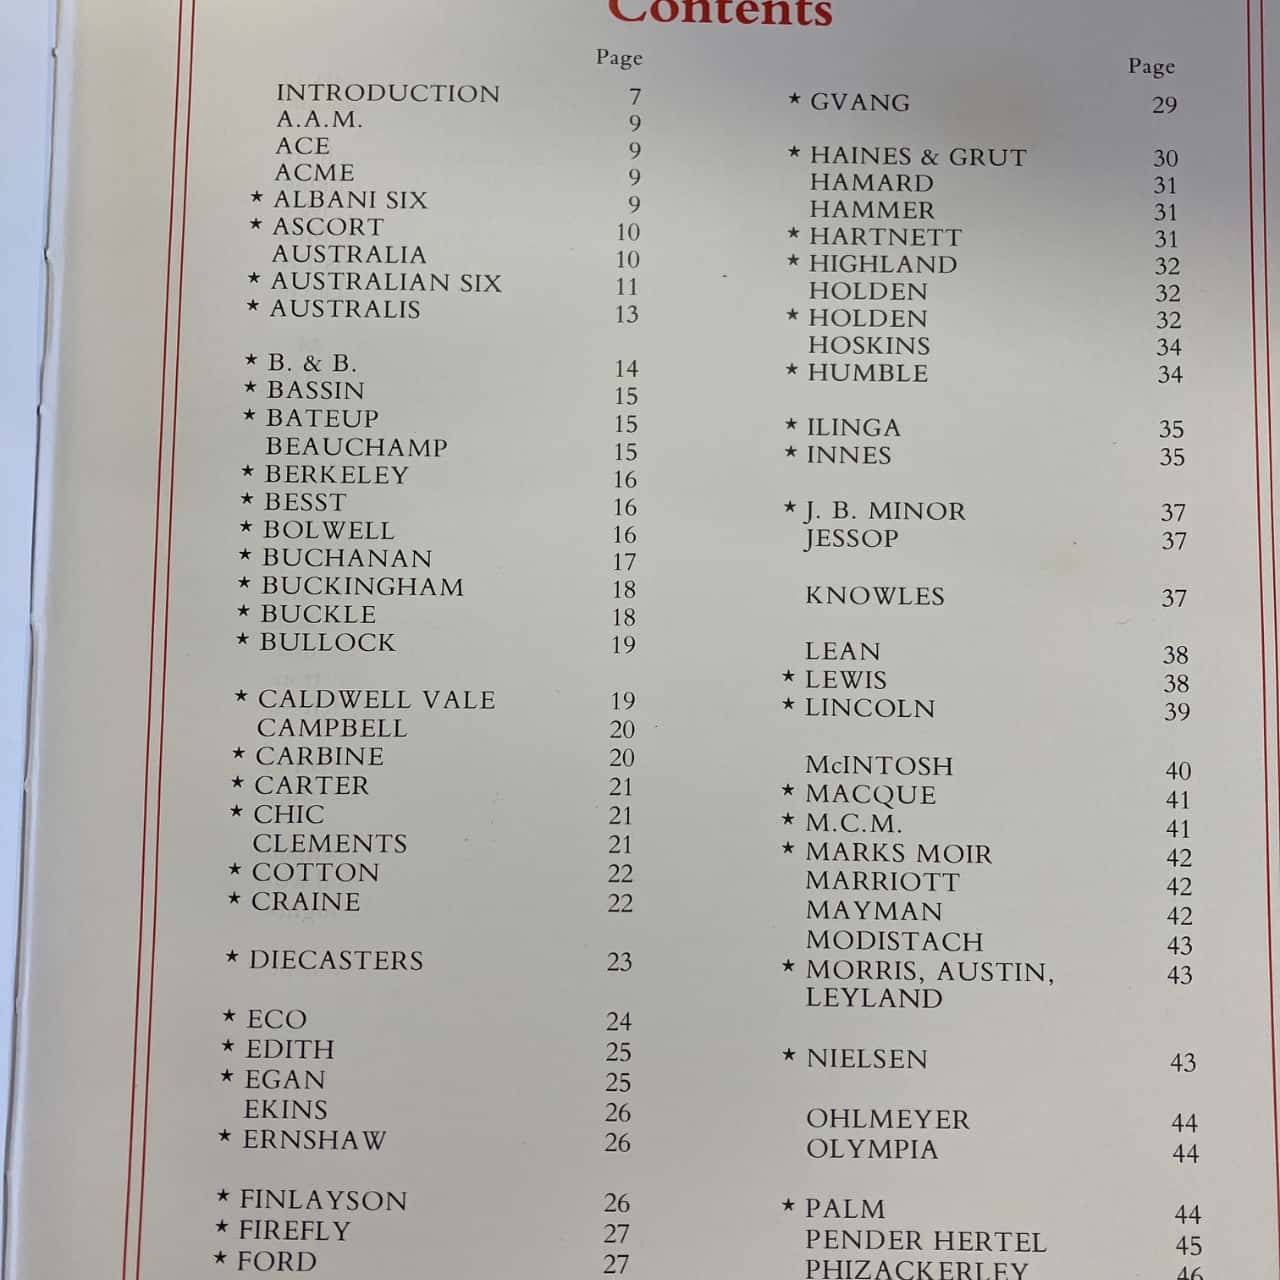 Contents
Page
INTRODUCTION 7
A.A.M. 9
ACE 9
ACME 9
★ ALBANI SIX 9
★ ASCORT 10
AUSTRALIA 10
★ AUSTRALIAN SIX 11
★ AUSTRALIS 13
★ B. & B. 14
★ BASSIN 15
★ BATEUP 15
BEAUCHAMP 15
★ BERKELEY 16
★ BESST 16
★ BOLWELL 16
★ BUCHANAN 17
★ BUCKINGHAM 18
★ BUCKLE 18
★ BULLOCK 19
★ CALDWELL VALE 19
CAMPBELL 20
★ CARBINE 20
★ CARTER 21
★ CHIC 21
CLEMENTS 21
★ COTTON 22
★ CRAINE 22
★ DIECASTERS 23
★ ECO 24
★ EDITH 25
★ EGAN 25
EKINS 26
★ ERNSHAW 26
★ FINLAYSON 26
★ FIREFLY 27
★ FORD 27
Page
★ GVANG 29
★ HAINES & GRUT 30
HAMARD 31
HAMMER 31
★ HARTNETT 31
★ HIGHLAND 32
HOLDEN 32
★ HOLDEN 32
HOSKINS 34
★ HUMBLE 34
★ ILINGA 35
★ INNES 35
★ J. B. MINOR 37
JESSOP 37
KNOWLES 37
LEAN 38
★ LEWIS 38
★ LINCOLN 39
McINTOSH 40
★ MACQUE 41
★ M.C.M. 41
★ MARKS MOIR 42
MARRIOTT 42
MAYMAN 42
MODISTACH 43
★ MORRIS, AUSTIN, 43
LEYLAND
★ NIELSEN 43
OHLMEYER 44
OLYMPIA 44
★ PALM 44
PENDER HERTEL 45
PHIZACKERLEY 46